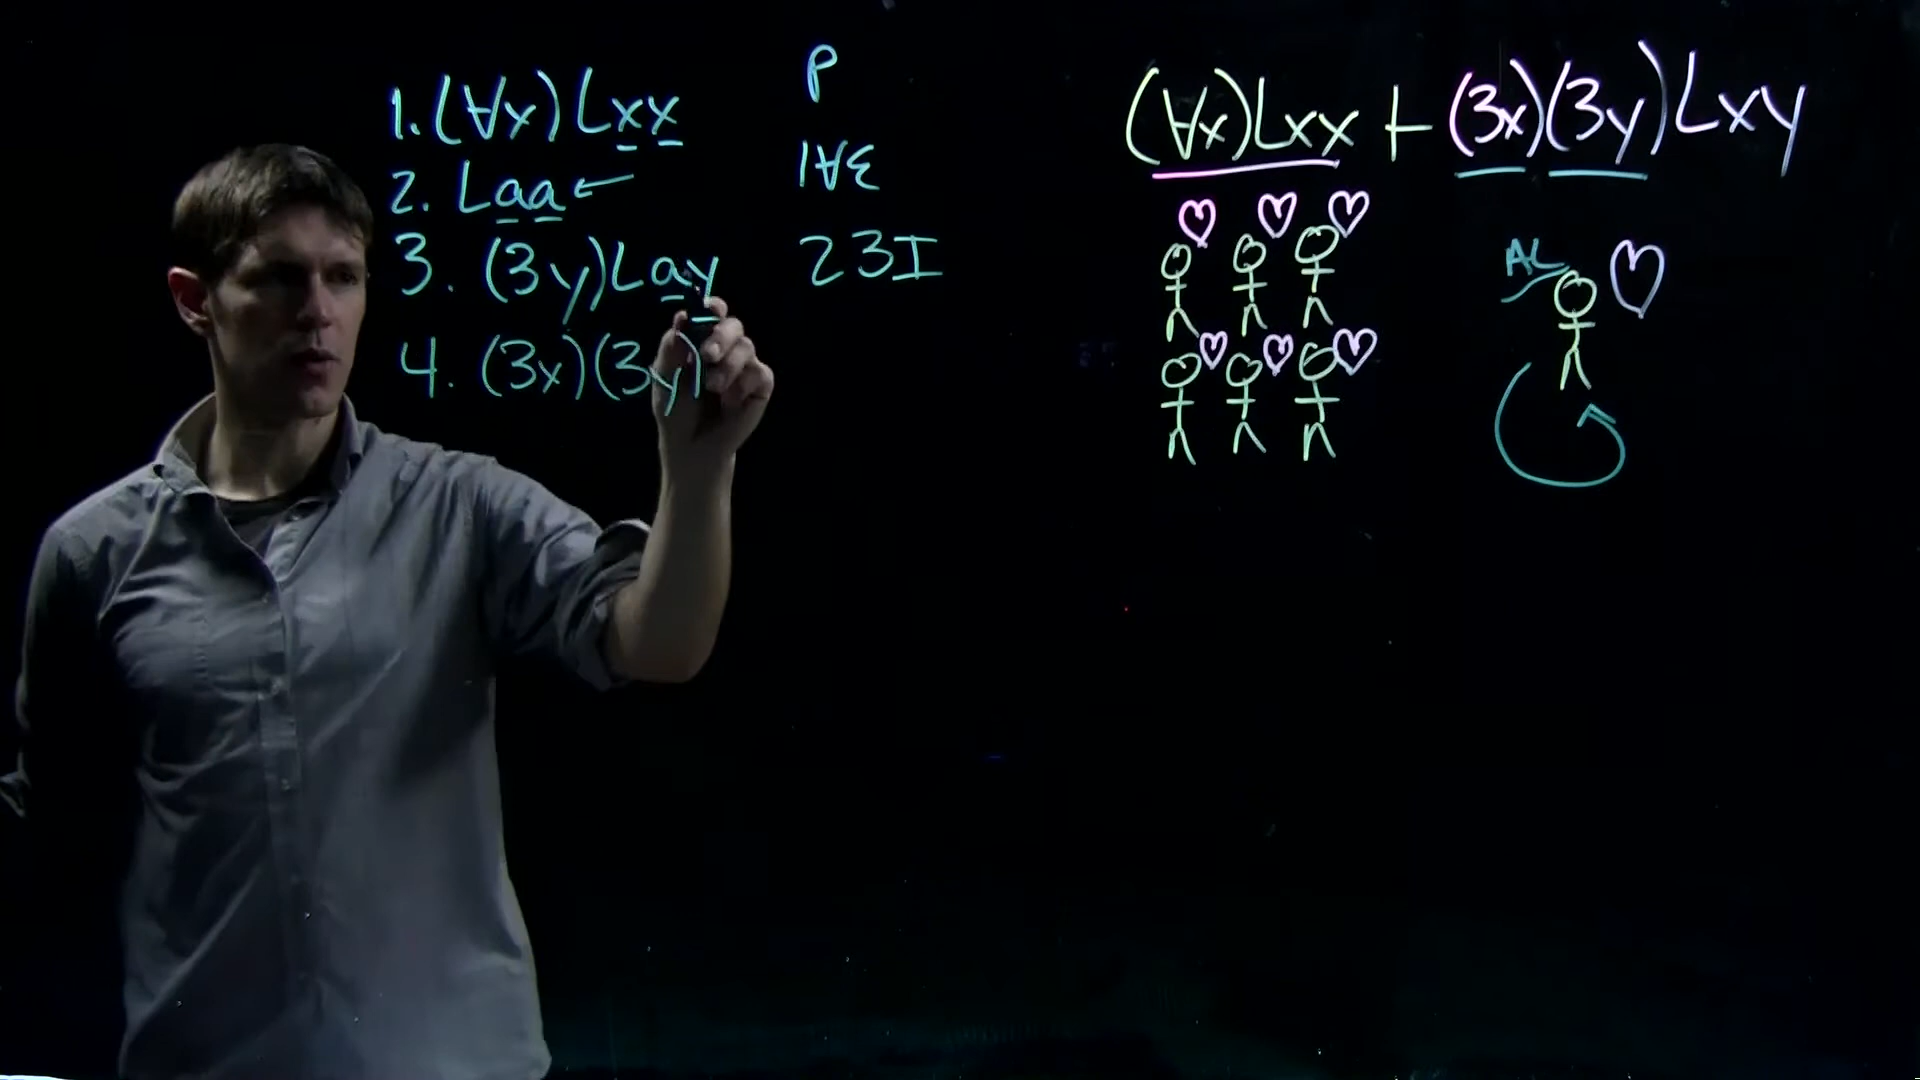 1. (∀x) Lxx P
2. Laa ← 1∀E
3. (∃y) Lay 2∃I
4. (∃x)(∃y)
(∀x)Lxx ⊢ (∃x)(∃y)Lxy
AL